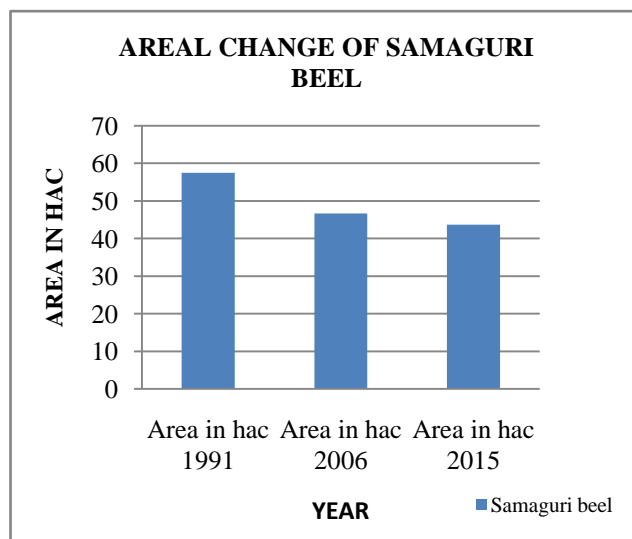 AREAL CHANGE OF SAMAGURI
BEEL
AREA IN HAC
70
60
50
40
30
20
10
0
Area in hac Area in hac Area in hac
1991 2006 2015
YEAR
Samaguri beel